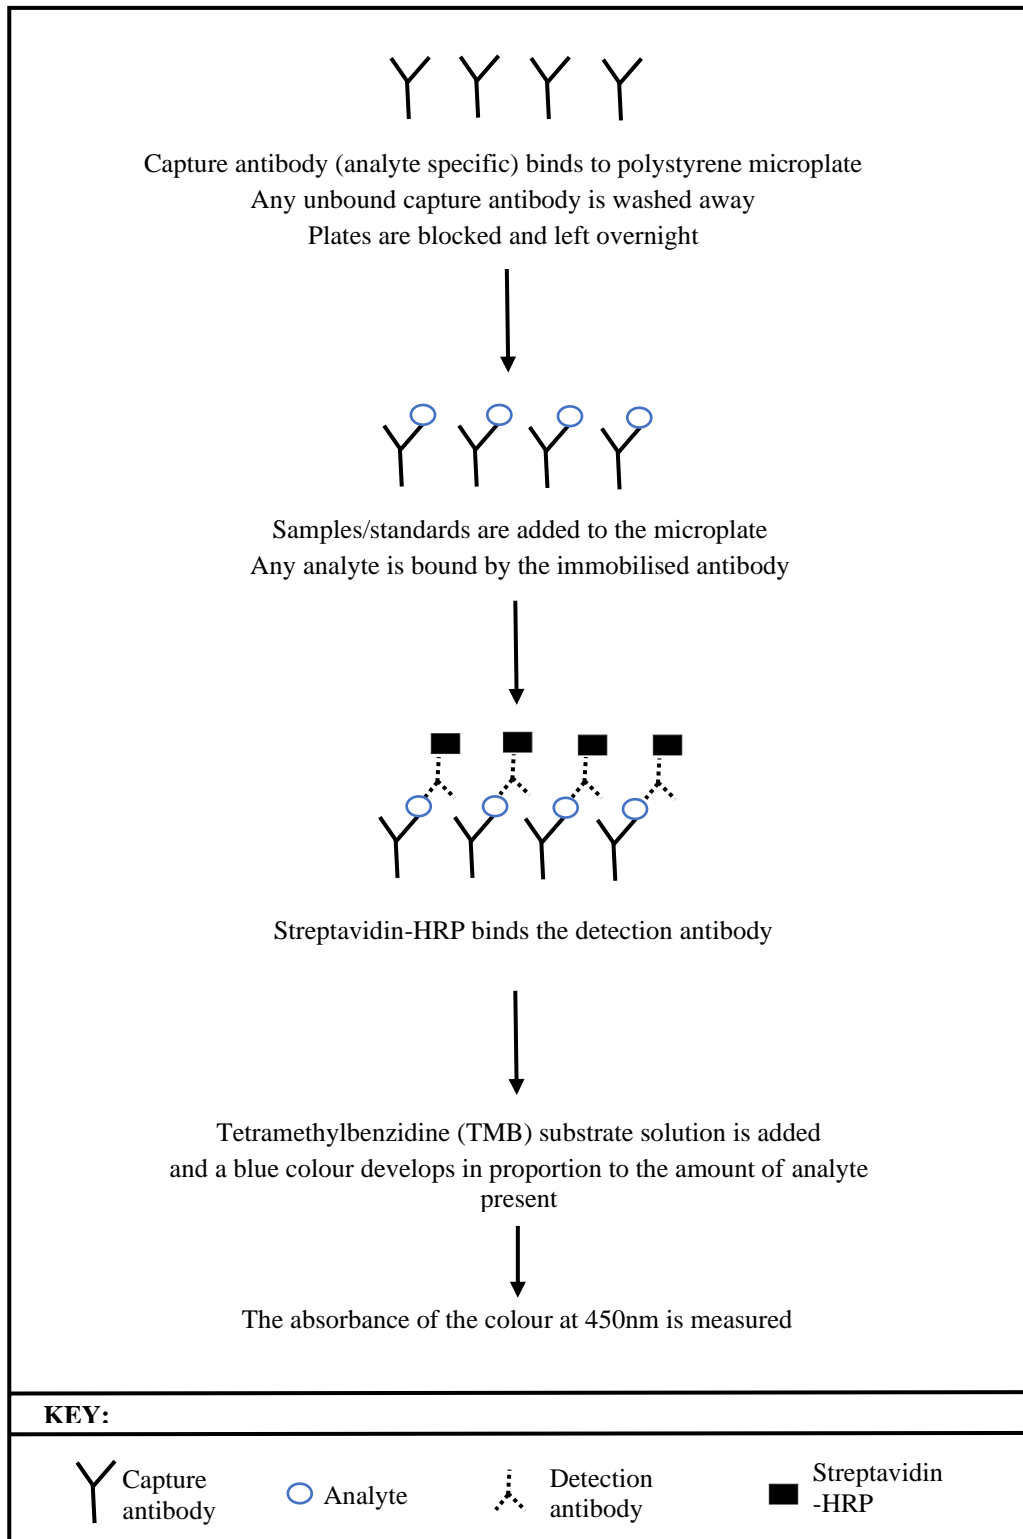 Capture antibody (analyte specific) binds to polystyrene microplate
Any unbound capture antibody is washed away
Plates are blocked and left overnight
Samples/standards are added to the microplate
Any analyte is bound by the immobilised antibody
Streptavidin-HRP binds the detection antibody
Tetramethylbenzidine (TMB) substrate solution is added
and a blue colour develops in proportion to the amount of analyte
present
The absorbance of the colour at 450nm is measured
KEY:
Capture
antibody
Analyte
Detection
antibody
Streptavidin
-HRP